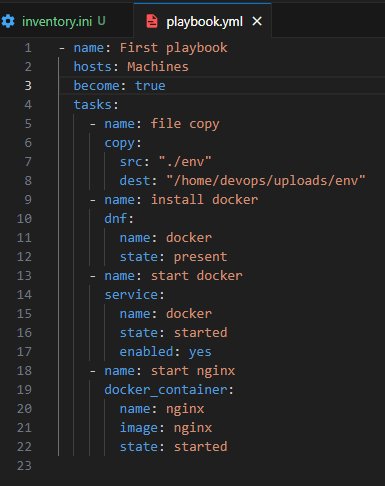 inventory.ini U playbook.yml ×
1 - name: First playbook
2   hosts: Machines
3   become: true
4   tasks:
5     - name: file copy
6       copy:
7         src: "./env"
8         dest: "/home/devops/uploads/env"
9     - name: install docker
10       dnf:
11         name: docker
12         state: present
13     - name: start docker
14       service:
15         name: docker
16         state: started
17         enabled: yes
18     - name: start nginx
19       docker_container:
20         name: nginx
21         image: nginx
22         state: started
23